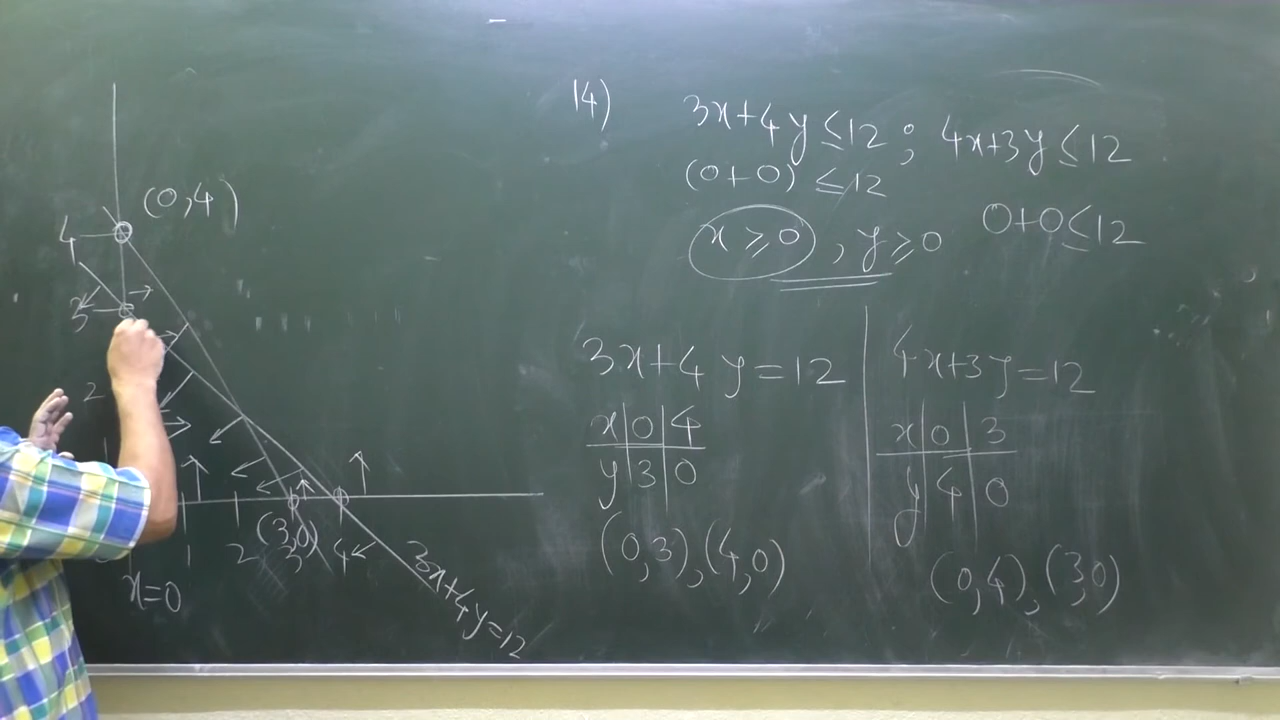 14)
3x+4y≤12 ; 4x+3y≤12
(0+0) ≤12
0+0≤12
x≥0 , y≥0
3x+4y=12
x 0 4
y 3 0
(0,3),(4,0)
4x+3y=12
x 0 3
y 4 0
(0,4),(3,0)
(0,4)
4
3
2
1 2 3 4
(3,0)
x=0
3x+4y=12